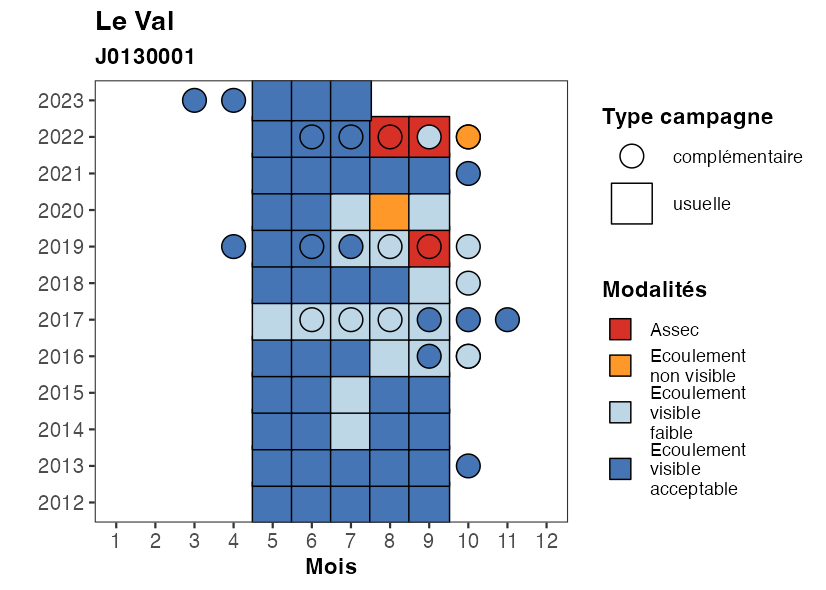 Le Val
J0130001
2023
2022
2021
2020
2019
2018
2017
2016
2015
2014
2013
2012
1 2 3 4 5 6 7 8 9 10 11 12
Mois
Type campagne
complémentaire
usuelle
Modalités
Assec
Ecoulement
non visible
Ecoulement
visible
faible
Ecoulement
visible
acceptable